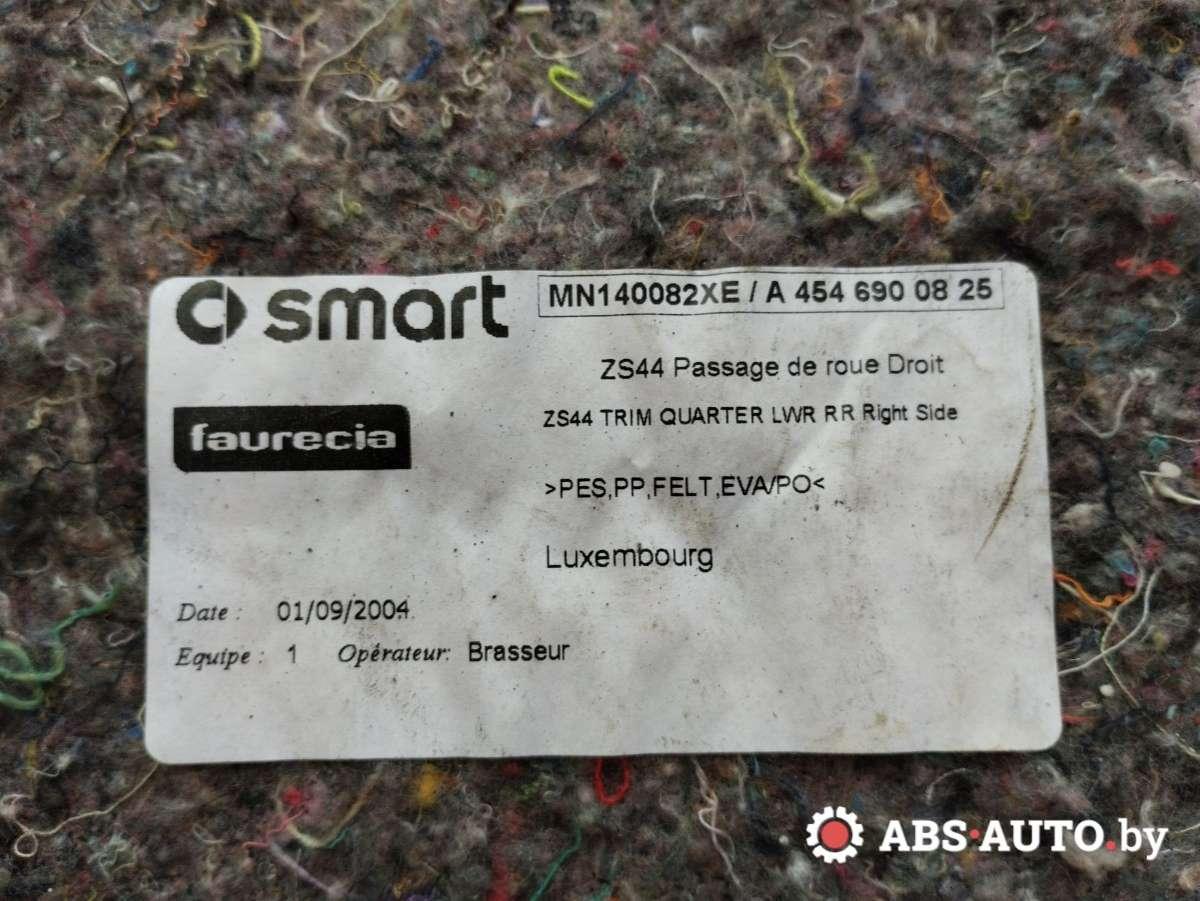 smart
MN140082XE / A 454 690 08 25
ZS44 Passage de roue Droit
faurecia
ZS44 TRIM QUARTER LWR RR Right Side
>PES,PP,FELT,EVA/PO<
Luxembourg
Date : 01/09/2004
Equipe : 1 Opérateur: Brasseur
ABS·AUTO.by